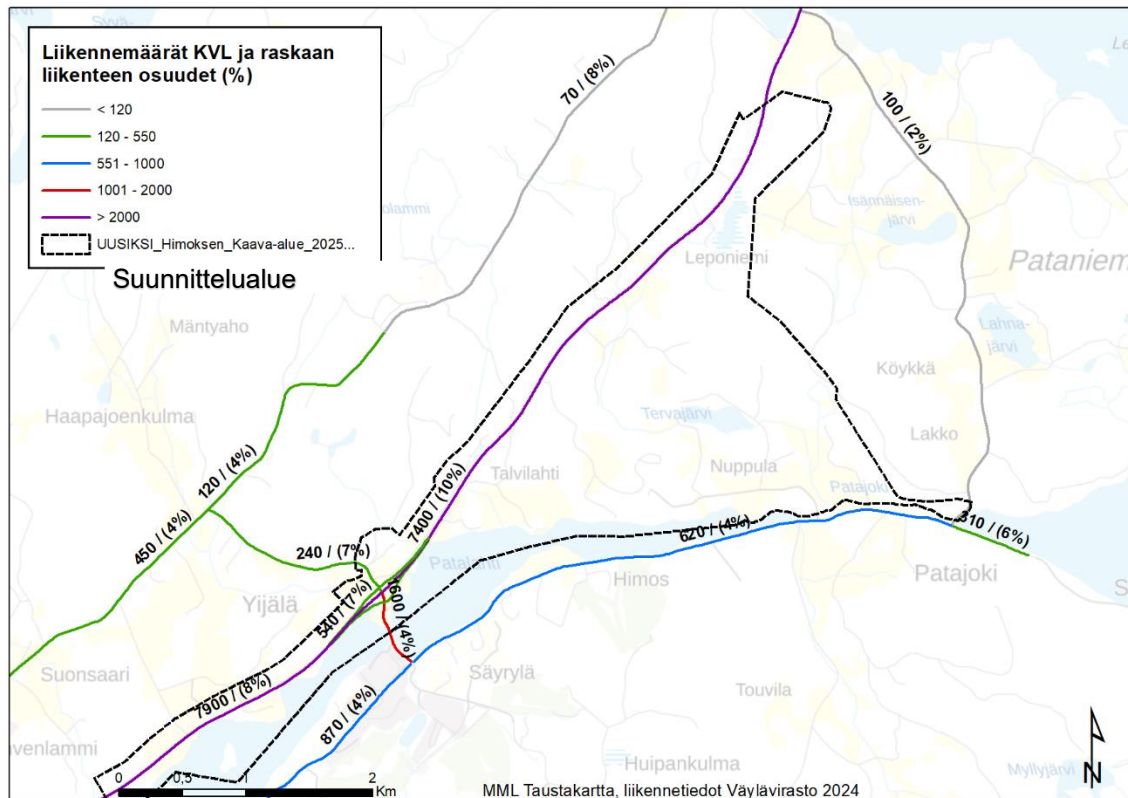 Liikennemäärät KVL ja raskaan
liikenteen osuudet (%)
< 120
120 - 550
551 - 1000
1001 - 2000
> 2000
UUSIKSI_Himoksen_Kaava-alue_2025...
Suunnittelualue
70 / (8%)
100 / (2%)
Isännäisen-
järvi
Leponiemi
Pataniem
Mäntyaho
Lahna-
järvi
Köykkä
Haapajoenkulma
Tervajärvi
Lakko
120 / (4%)
7400 / (10%)
Talvilahti
Nuppula
Patajoki
450 / (4%)
240 / (7%)
620 / (4%)
310 / (6%)
Patalahti
Himos
Patajoki
Yijälä
540 / (7%)
1600 / (4%)
Suonsaari
Säyrylä
Touvila
7900 / (8%)
870 / (4%)
venlammi
Huipankulma
Myllyjärvi
0 0,5 1 2
Km
MML Taustakartta, liikennetiedot Väylävirasto 2024
N